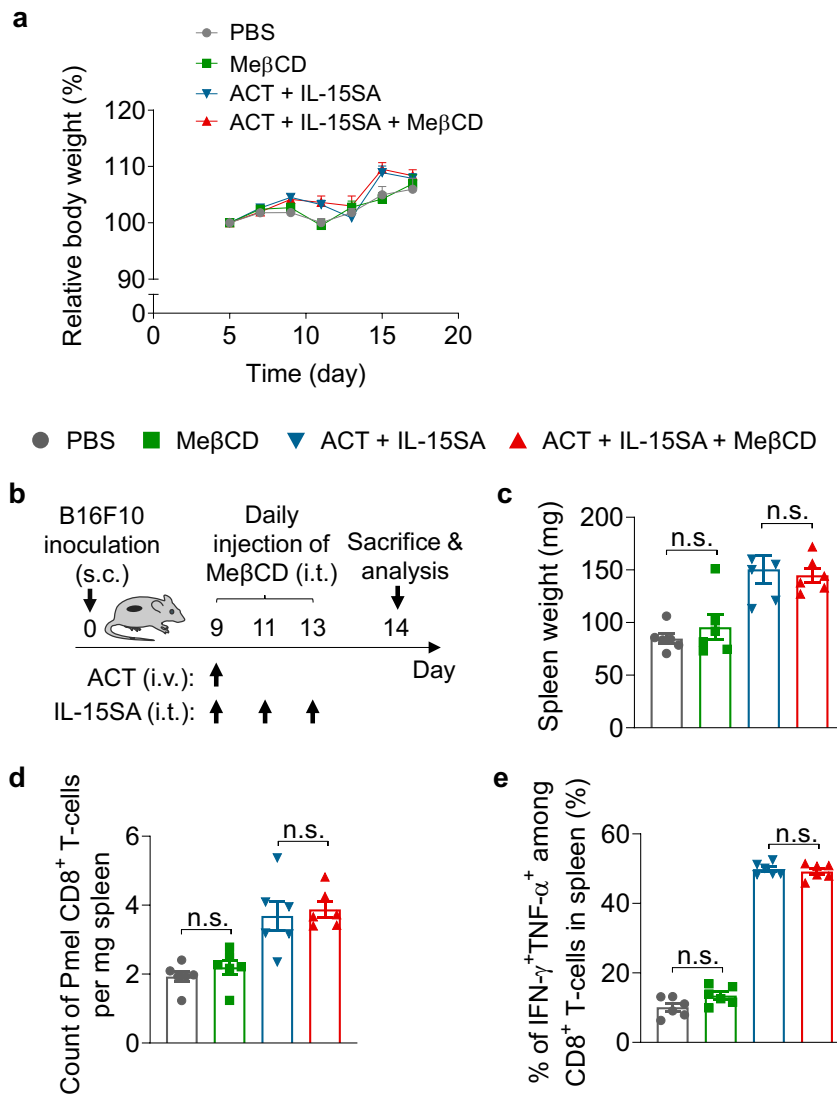 a
PBS
MeβCD
ACT + IL-15SA
ACT + IL-15SA + MeβCD
Relative body weight (%)
120
110
100
90
0
0 5 10 15 20
Time (day)
PBS MeβCD ACT + IL-15SA ACT + IL-15SA + MeβCD
b
B16F10
inoculation
(s.c.)
Daily
injection of
MeβCD (i.t.)
Sacrifice &
analysis
0 9 11 13 14
Day
ACT (i.v.):
IL-15SA (i.t.):
c
Spleen weight (mg)
200
150
100
50
0
n.s.
n.s.
d
Count of Pmel CD8⁺ T-cells
per mg spleen
6
4
2
0
n.s.
n.s.
e
% of IFN-γ⁺TNF-α⁺ among
CD8⁺ T-cells in spleen (%)
60
40
20
0
n.s.
n.s.